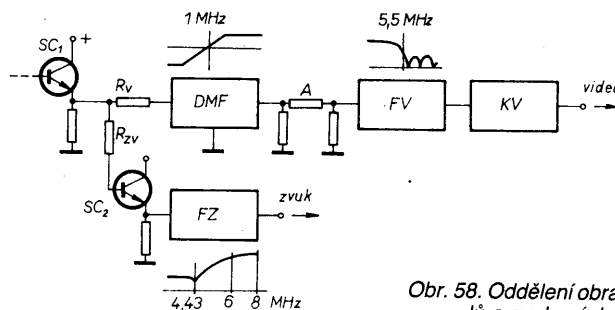 1 MHz
5,5 MHz
SC1
+
Rv
DMF
A
FV
KV
video
Rzv
SC2
FZ
zvuk
4,43 6 8 MHz
Obr. 58. Oddělení